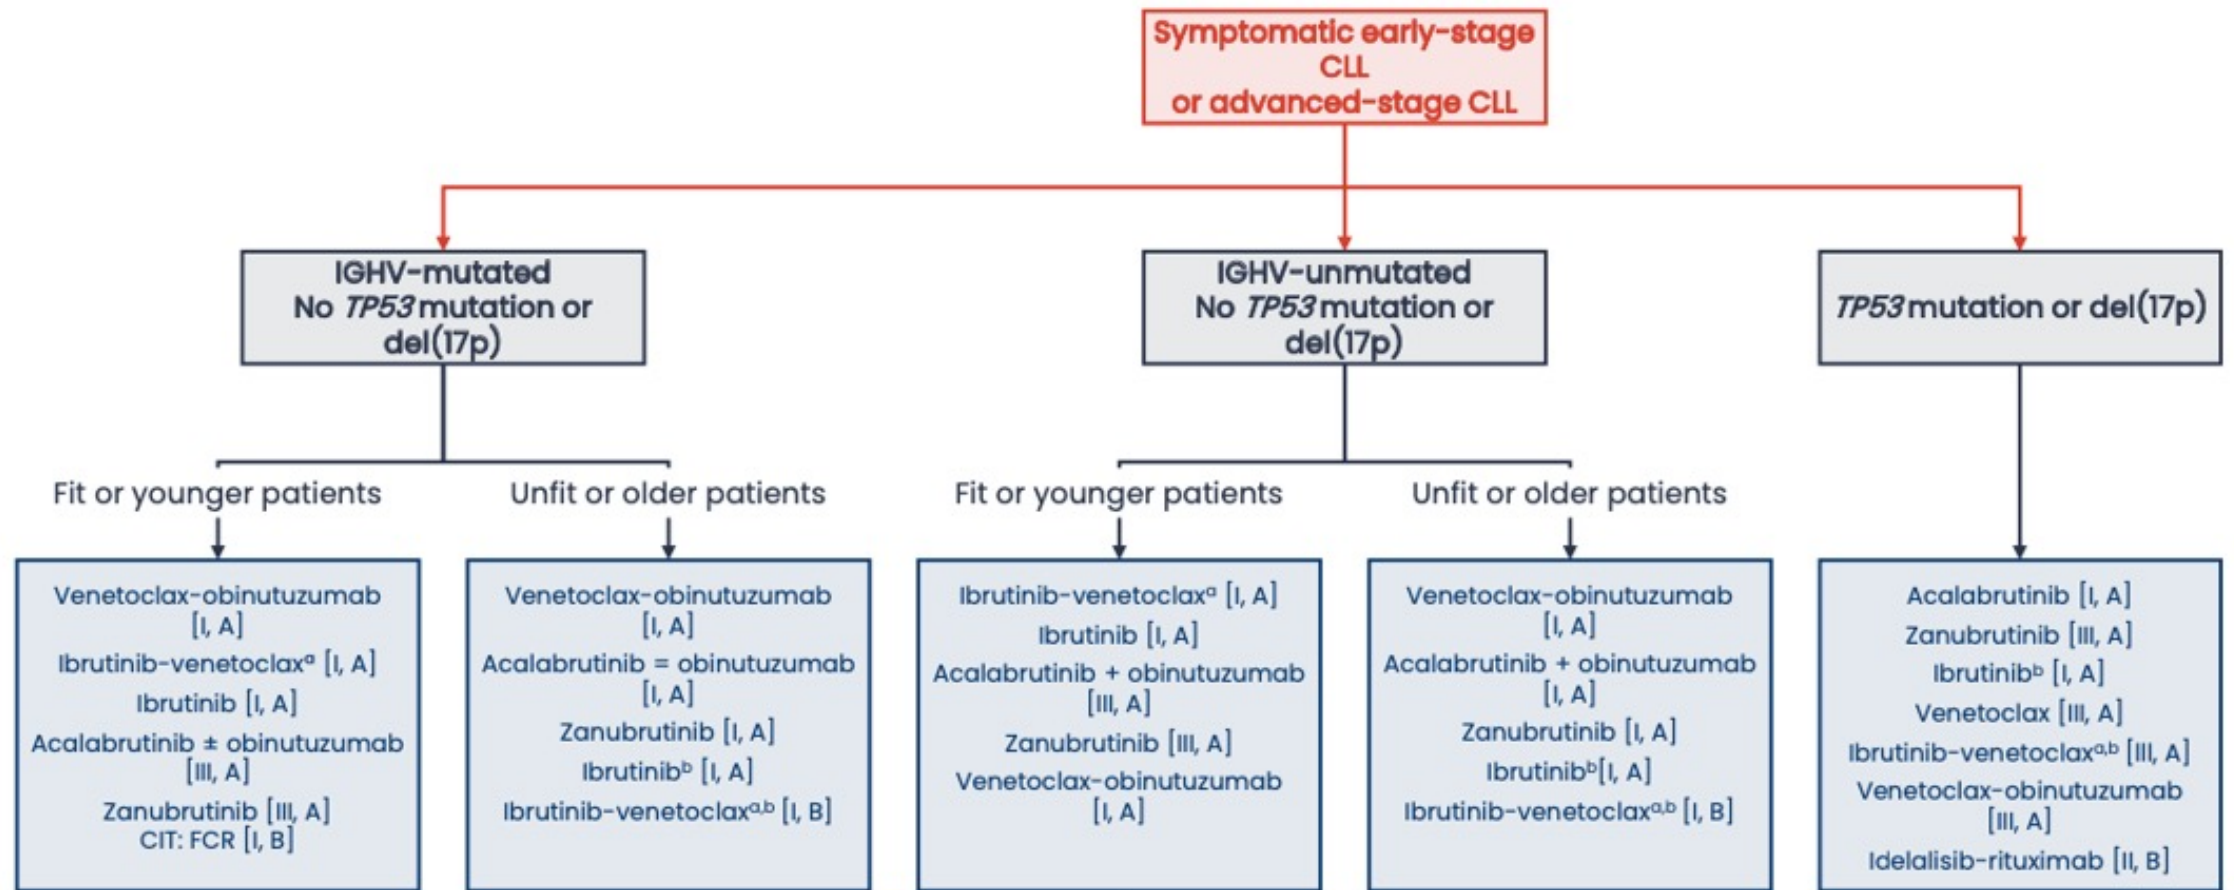 Symptomatic early-stage
CLL
or advanced-stage CLL
IGHV-mutated
No TP53 mutation or
del(17p)
IGHV-unmutated
No TP53 mutation or
del(17p)
TP53 mutation or del(17p)
Fit or younger patients
Unfit or older patients
Fit or younger patients
Unfit or older patients
Venetoclax-obinutuzumab
[I, A]
Ibrutinib-venetoclaxᵃ [I, A]
Ibrutinib [I, A]
Acalabrutinib ± obinutuzumab
[III, A]
Zanubrutinib [III, A]
CIT: FCR [I, B]
Venetoclax-obinutuzumab
[I, A]
Acalabrutinib = obinutuzumab
[I, A]
Zanubrutinib [I, A]
Ibrutinibᵇ [I, A]
Ibrutinib-venetoclaxᵃ,ᵇ [I, B]
Ibrutinib-venetoclaxᵃ [I, A]
Ibrutinib [I, A]
Acalabrutinib + obinutuzumab
[III, A]
Zanubrutinib [III, A]
Venetoclax-obinutuzumab
[I, A]
Venetoclax-obinutuzumab
[I, A]
Acalabrutinib + obinutuzumab
[I, A]
Zanubrutinib [I, A]
Ibrutinibᵇ[I, A]
Ibrutinib-venetoclaxᵃ,ᵇ [I, B]
Acalabrutinib [I, A]
Zanubrutinib [III, A]
Ibrutinibᵇ [I, A]
Venetoclax [III, A]
Ibrutinib-venetoclaxᵃ,ᵇ [III, A]
Venetoclax-obinutuzumab
[III, A]
Idelalisib-rituximab [II, B]